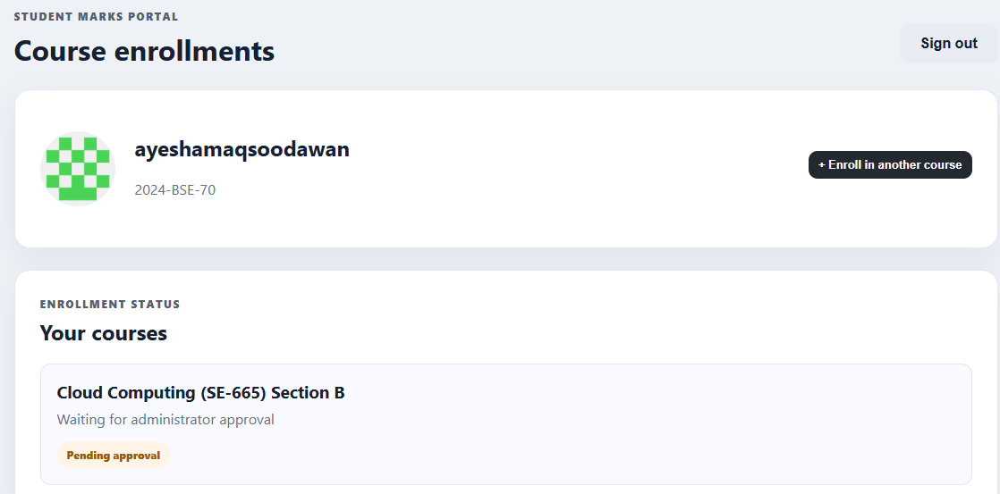 STUDENT MARKS PORTAL
Course enrollments
Sign out
ayeshamaqsoodawan
2024-BSE-70
+ Enroll in another course
ENROLLMENT STATUS
Your courses
Cloud Computing (SE-665) Section B
Waiting for administrator approval
Pending approval